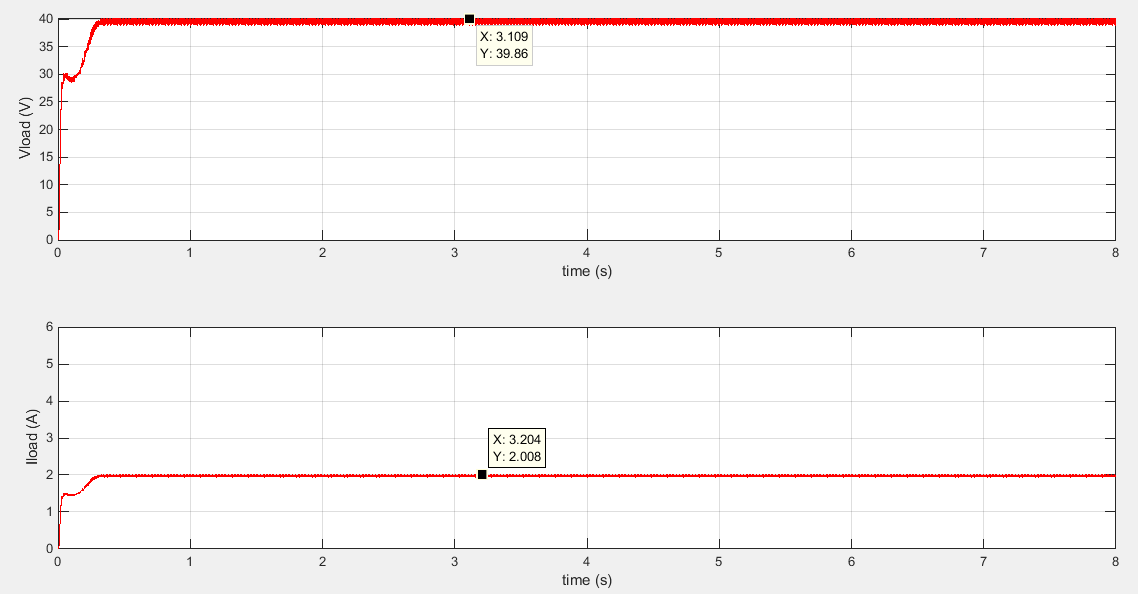 40
35
30
25
20
15
10
5
0
Vload (V)
X: 3.109
Y: 39.86
0 1 2 3 4 5 6 7 8
time (s)
6
5
4
3
2
1
0
Iload (A)
X: 3.204
Y: 2.008
0 1 2 3 4 5 6 7 8
time (s)